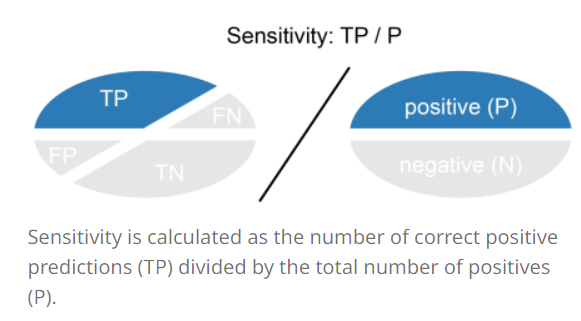 Sensitivity: TP / P
TP
FN
FP
TN
positive (P)
negative (N)
Sensitivity is calculated as the number of correct positive
predictions (TP) divided by the total number of positives
(P).